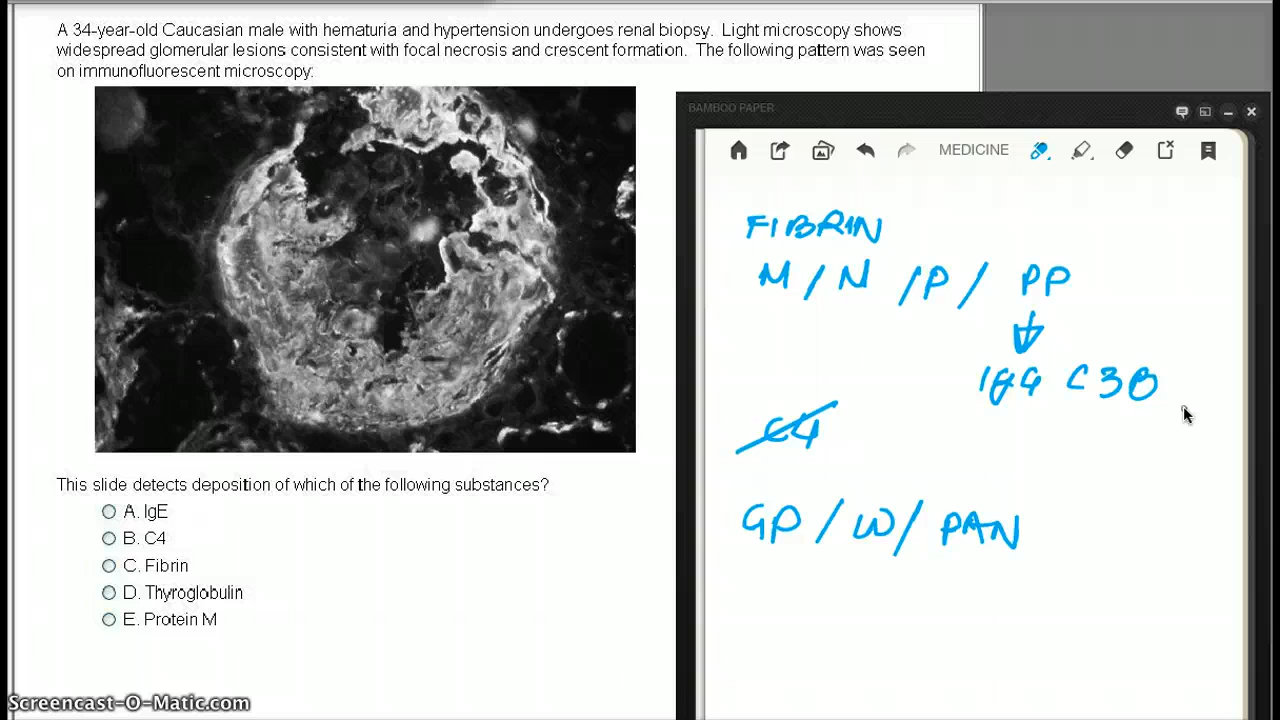 A 34-year-old Caucasian male with hematuria and hypertension undergoes renal biopsy. Light microscopy shows
widespread glomerular lesions consistent with focal necrosis and crescent formation. The following pattern was seen
on immunofluorescent microscopy:
This slide detects deposition of which of the following substances?
A. IgE
B. C4
C. Fibrin
D. Thyroglobulin
E. Protein M
BAMBOO PAPER
MEDICINE
FIBRIN
M / N / P / PP
IgG C3B
C4
GP / W / PAN
Screencast-O-Matic.com